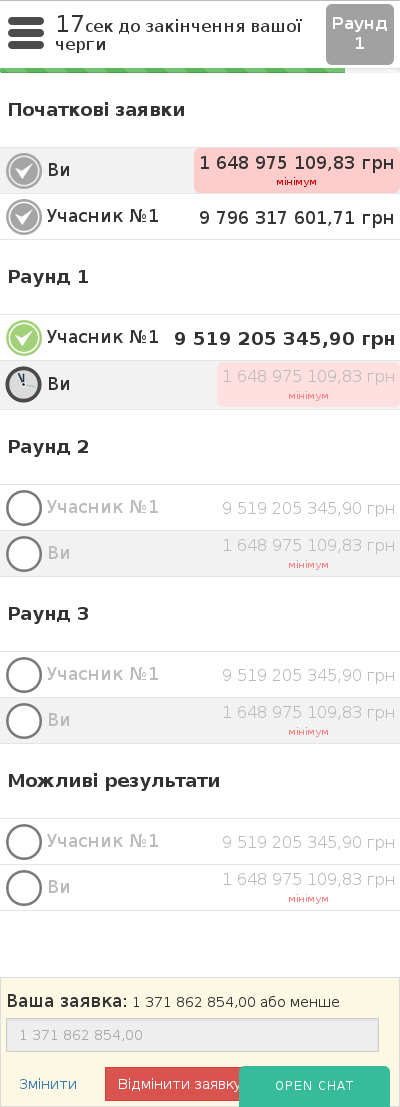 17сек до закінчення вашої
черги
Раунд
1
Початкові заявки
Ви
1 648 975 109,83 грн
мінімум
Учасник №1
9 796 317 601,71 грн
Раунд 1
Учасник №1
9 519 205 345,90 грн
Ви
1 648 975 109,83 грн
мінімум
Раунд 2
Учасник №1
9 519 205 345,90 грн
Ви
1 648 975 109,83 грн
мінімум
Раунд 3
Учасник №1
9 519 205 345,90 грн
Ви
1 648 975 109,83 грн
мінімум
Можливі результати
Учасник №1
9 519 205 345,90 грн
Ви
1 648 975 109,83 грн
мінімум
Ваша заявка: 1 371 862 854,00 або менше
1 371 862 854,00
Змінити
Відмінити заявку
OPEN CHAT